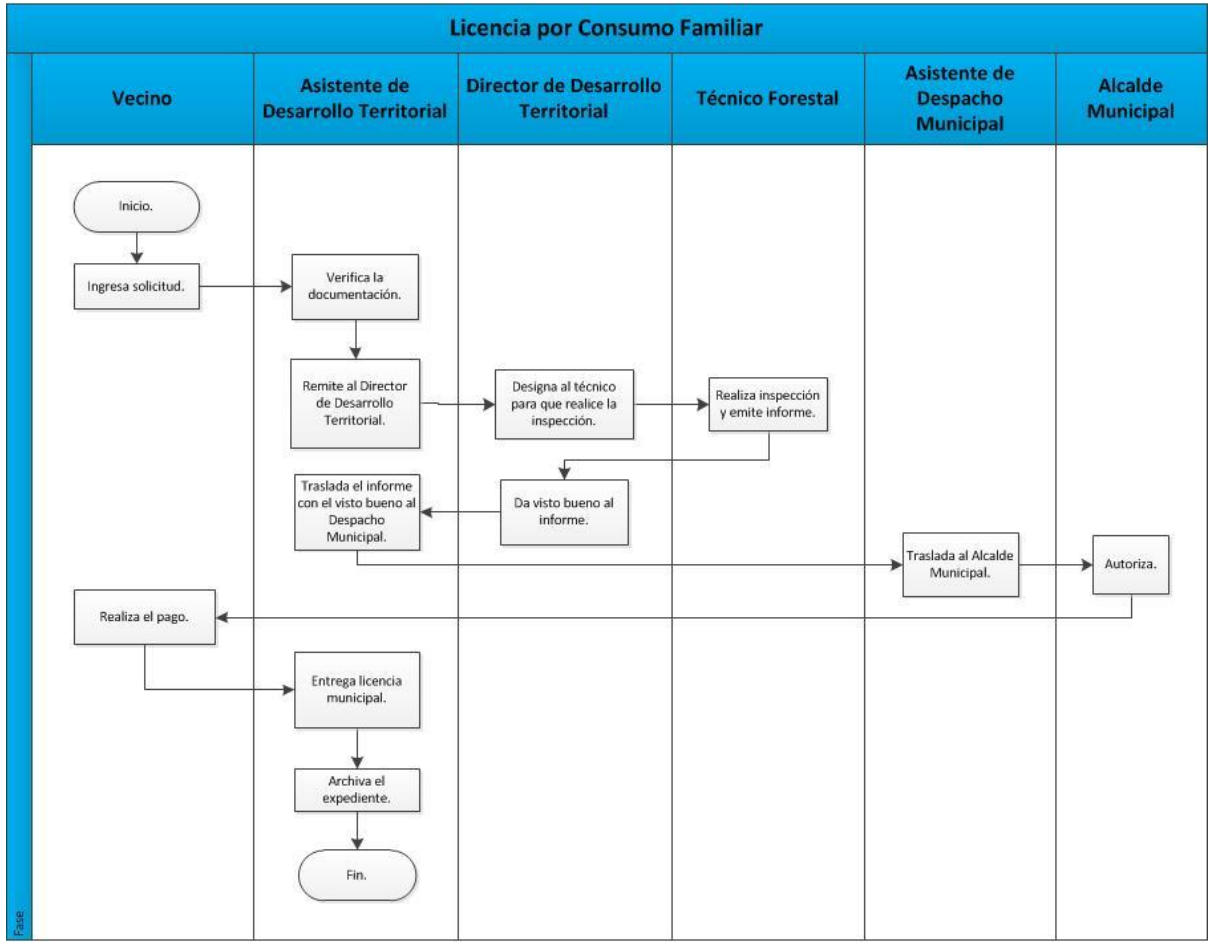 Licencia por Consumo Familiar
Vecino
Asistente de
Desarrollo Territorial
Director de Desarrollo
Territorial
Técnico Forestal
Asistente de
Despacho
Municipal
Alcalde
Municipal
Inicio.
Ingresa solicitud.
Verifica la
documentación.
Remite al Director
de Desarrollo
Territorial.
Designa al técnico
para que realice la
inspección.
Realiza inspección
y emite informe.
Traslada el informe
con el visto bueno al
Despacho
Municipal.
Da visto bueno al
informe.
Traslada al Alcalde
Municipal.
Autoriza.
Realiza el pago.
Entrega licencia
municipal.
Archiva el
expediente.
Fin.
Fase